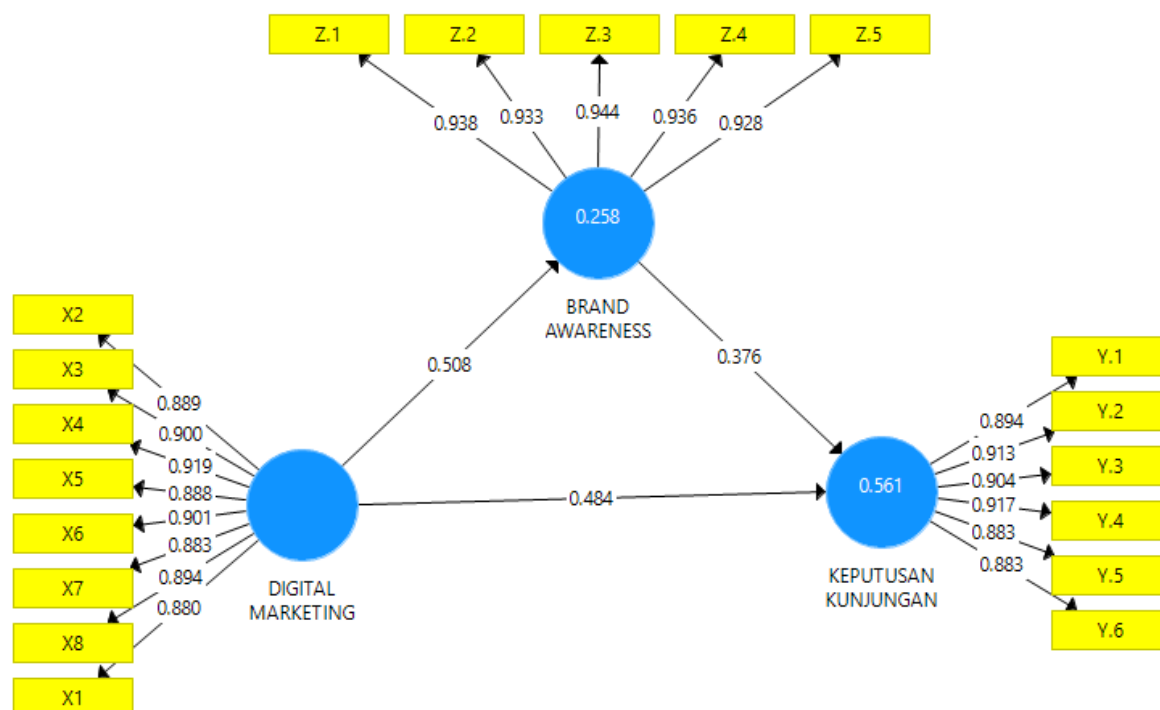 Z.1 Z.2 Z.3 Z.4 Z.5
0.938 0.933 0.944 0.936 0.928
0.258
BRAND
AWARENESS
0.508
0.376
X2
X3
X4
X5
X6
X7
X8
X1
0.889
0.900
0.919
0.888
0.901
0.883
0.894
0.880
DIGITAL
MARKETING
0.484
0.561
KEPUTUSAN
KUNJUNGAN
0.894
0.913
0.904
0.917
0.883
0.883
Y.1
Y.2
Y.3
Y.4
Y.5
Y.6